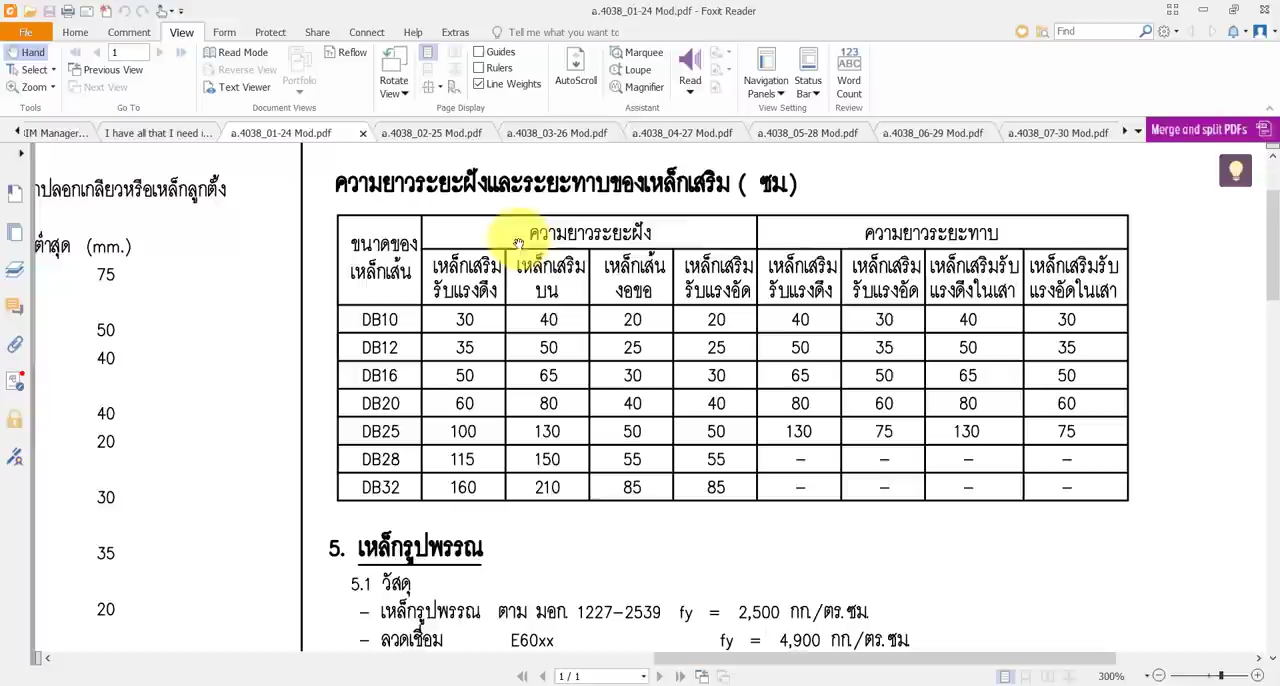 a.4038_01-24 Mod.pdf - Foxit Reader
File Home Comment View Form Protect Share Connect Help Extras Tell me what you want to Find
Hand 1 Read Mode Reflow Guides Marquee
Select Previous View Reverse View Portfolio Rotate View Rulers AutoScroll Loupe Read Navigation Panels Status Bar Word Count
Zoom Next View Text Viewer Line Weights Magnifier
Tools Go To Document Views Page Display Assistant View Setting Review
IM Manager... I have all that I need i... a.4038_01-24 Mod.pdf a.4038_02-25 Mod.pdf a.4038_03-26 Mod.pdf a.4038_04-27 Mod.pdf a.4038_05-28 Mod.pdf a.4038_06-29 Mod.pdf a.4038_07-30 Mod.pdf Merge and split PDFs
าปลอกเกลียวหรือเหล็กลูกตั้ง
ต่ำสุด (mm.)
75
50
40
40
20
30
35
20
ความยาวระยะฝังและระยะทาบของเหล็กเสริม ( ซม.)
ขนาดของเหล็กเส้น ความยาวระยะฝัง ความยาวระยะทาบ
เหล็กเสริมรับแรงดึง เหล็กเสริมบน เหล็กเส้นงอขอ เหล็กเสริมรับแรงอัด เหล็กเสริมรับแรงดึง เหล็กเสริมรับแรงอัด เหล็กเสริมรับแรงดึงในเสา เหล็กเสริมรับแรงอัดในเสา
DB10 30 40 20 20 40 30 40 30
DB12 35 50 25 25 50 35 50 35
DB16 50 65 30 30 65 50 65 50
DB20 60 80 40 40 80 60 80 60
DB25 100 130 50 50 130 75 130 75
DB28 115 150 55 55 – – – –
DB32 160 210 85 85 – – – –
5. เหล็กรูปพรรณ
5.1 วัสดุ
– เหล็กรูปพรรณ ตาม มอก. 1227-2539 fy = 2,500 กก./ตร.ซม.
– ลวดเชื่อม E60xx fy = 4,900 กก./ตร.ซม.
1 / 1 300%